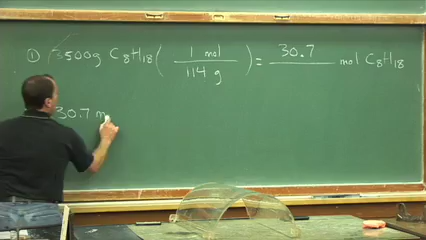 ① 3500g C8H18 ( 1 mol / 114 g ) = 30.7 mol C8H18
30.7 m